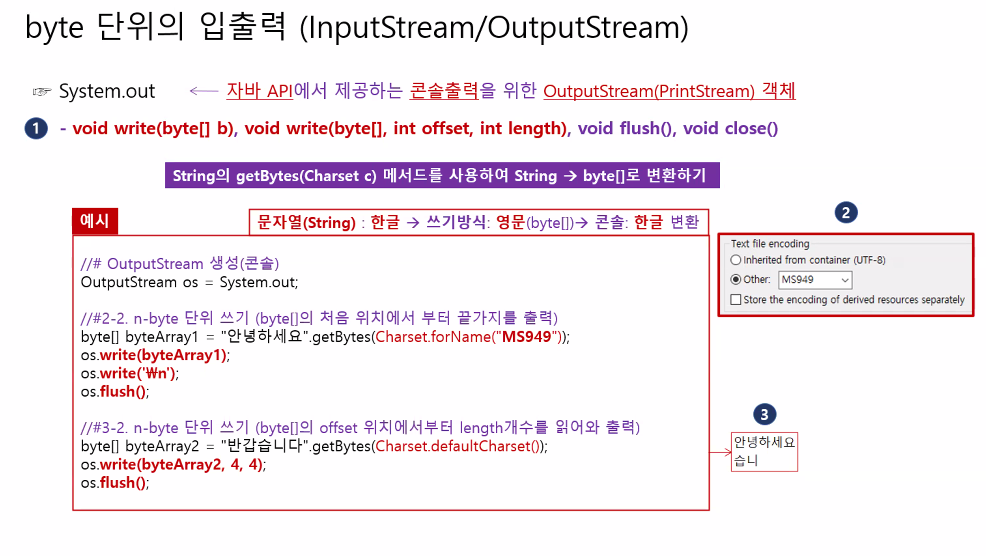 byte 단위의 입출력 (InputStream/OutputStream)
☞ System.out ← 자바 API에서 제공하는 콘솔출력을 위한 OutputStream(PrintStream) 객체
1 - void write(byte[] b), void write(byte[], int offset, int length), void flush(), void close()
String의 getBytes(Charset c) 메서드를 사용하여 String → byte[]로 변환하기
예시
문자열(String) : 한글 → 쓰기방식: 영문(byte[])→ 콘솔: 한글 변환
//# OutputStream 생성(콘솔)
OutputStream os = System.out;
//#2-2. n-byte 단위 쓰기 (byte[]의 처음 위치에서 부터 끝가지를 출력)
byte[] byteArray1 = "안녕하세요".getBytes(Charset.forName("MS949"));
os.write(byteArray1);
os.write('₩n');
os.flush();
//#3-2. n-byte 단위 쓰기 (byte[]의 offset 위치에서부터 length개수를 읽어와 출력)
byte[] byteArray2 = "반갑습니다".getBytes(Charset.defaultCharset());
os.write(byteArray2, 4, 4);
os.flush();
2
Text file encoding
Inherited from container (UTF-8)
Other: MS949
Store the encoding of derived resources separately
3
안녕하세요
습니